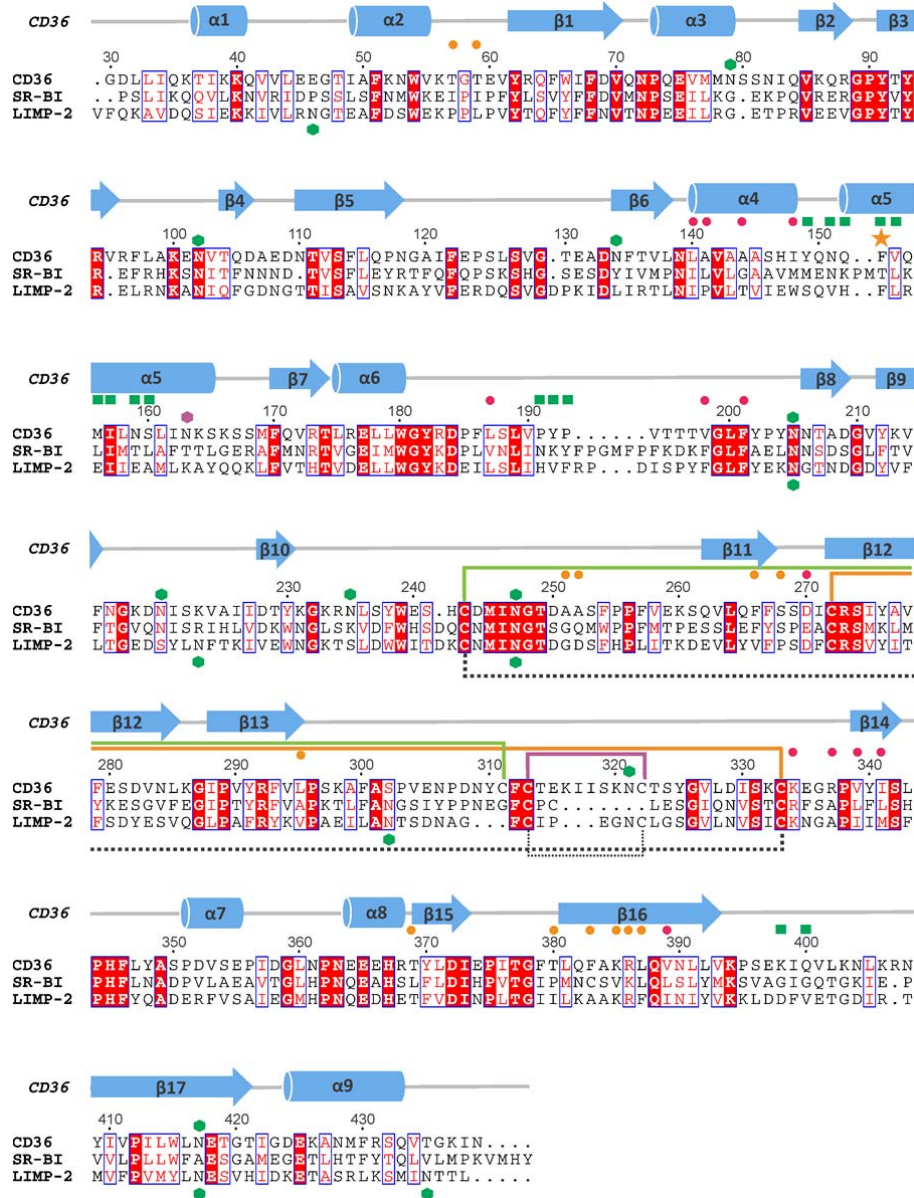 CD36 α1 α2 β1 α3 β2 β3
30 40 50 60 70 80 90
CD36 .GDLLIQKTIKKQVVLEEGTIAFKNWVKTGTEVYRQFWIFDVQNPQEVMMNSSNIQVKQRGPYTY
SR-BI ..PSLIKQQVLKNVRIDPSSLSFNMWKEIPIPFYLSVYFFDVMNPSEILKG.EKPQVRERGPYVY
LIMP-2 VFQKAVDQSIEKKIVLRNGTEAFDSWEKPPLPVYTQFYFFNVTNPEEILRG.ETPRVEEVGPYTY
CD36 β4 β5 β6 α4 α5
100 110 120 130 140 150
CD36 RVRFLAKENVTQDAEDNTVSFLQPNGAIFEPSLSVG.TEADNFTVLNLAVAAASHIYQNQ..FVQ
SR-BI R.EFRHKSNITFNNND.TVSFLEYRTFQFQPSKSHG.SESDYIVMPNILVLGAAVMMENKPMTLK
LIMP-2 R.ELRNKANIQFGDNGTTISAVSNKAYVFERDQSVGDPKIDLIRTLNIPVLTVIEWSQVH..FLR
CD36 α5 β7 α6 β8 β9
160 170 180 190 200 210
CD36 MILNSLINKSKSSMFQVRTLRELLWGYRDPFLSLVPYP......VTTTVGLFYPYNNTADGVYKV
SR-BI LIMTLAFTTLGERAFMNRTVGEIMWGYKDPLVNLINKYFPGMFPFKDKFGLFAELNNSDSGLFTV
LIMP-2 EIIEAMLKAYQQKLFVTHTVDELLWGYKDEILSLIHVFRP...DISPYFGLFYEKNGTNDGDYVF
CD36 β10 β11 β12
230 250 260 272
CD36 FNGKDNISKVAIIDTYKGKRNLSYWES.HCDMINGTDAASFPPFVEKSQVLQFFSSDICRSIYAV
SR-BI FTGVQNISRIHLVDKWNGLSKVDFWHSDQCNMINGTSGQMWPPFMTPESSLEFYSPEACRSMKLM
LIMP-2 LTGEDSYLNFTKIVEWNGKTSLDWWITDKCNMINGTDGDSFHPLITKDEVLYVFPSDFCRSVYIT
CD36 β12 β13 β14
280 290 300 310 320 330 340
CD36 FESDVNLKGIPVYRFVLPSKAFASPVENPDNYCFCTEKIISKNCTSYGVLDISKCKEGRPVYISL
SR-BI YKESGVFEGIPTYRFVAPKTLFANGSIYPPNEGFCPC......LESGIQNVSTCRFSAPLFLSH
LIMP-2 FSDYESVQGLPAFRYKVPAEILANTSDNAG...FCIP...EGNCLGSGVLNVSICKNGAPIIMSF
CD36 α7 α8 β15 β16
350 360 370 380 390 400
CD36 PHFLYASPDVSEPIDGLNPNEEEHRTYLDIEPITGFTLQFAKRLQVNLLVKPSEKIQVLKNLKRN
SR-BI PHFLNADPVLAEAVTGLHPNQEAHSLFLDIHPVTGIPMNCSVKLQLSLYMKSVAGIGQTGKIE.P
LIMP-2 PHFYQADERFVSAIEGMHPNQEDHETFVDINPLTGIILKAAKRFQINIYVKKLDDFVETGDIR.T
CD36 β17 α9
410 420 430
CD36 YIVPILWLNETGTIGDEKANMFRSQVTGKIN....
SR-BI VVLPLLWFAESGAMEGETLHTFYTQLVLMPKVMHY
LIMP-2 MVFPVMYLNESVHIDKETASRLKSMINTTL.....